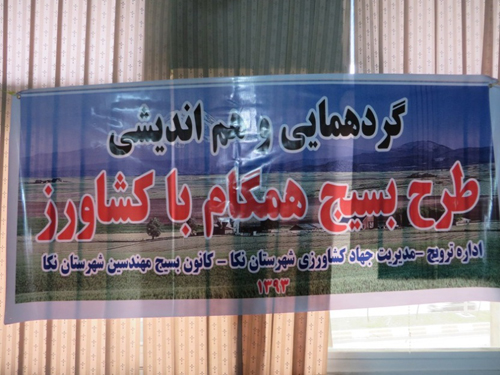 گردهمایی و هم اندیشی
طرح بسیج همگام با کشاورز
اداره ترویج -مدیریت جهاد کشاورزی شهرستان نکا - کانون بسیج مهندسین شهرستان نکا
۱۳۹۳